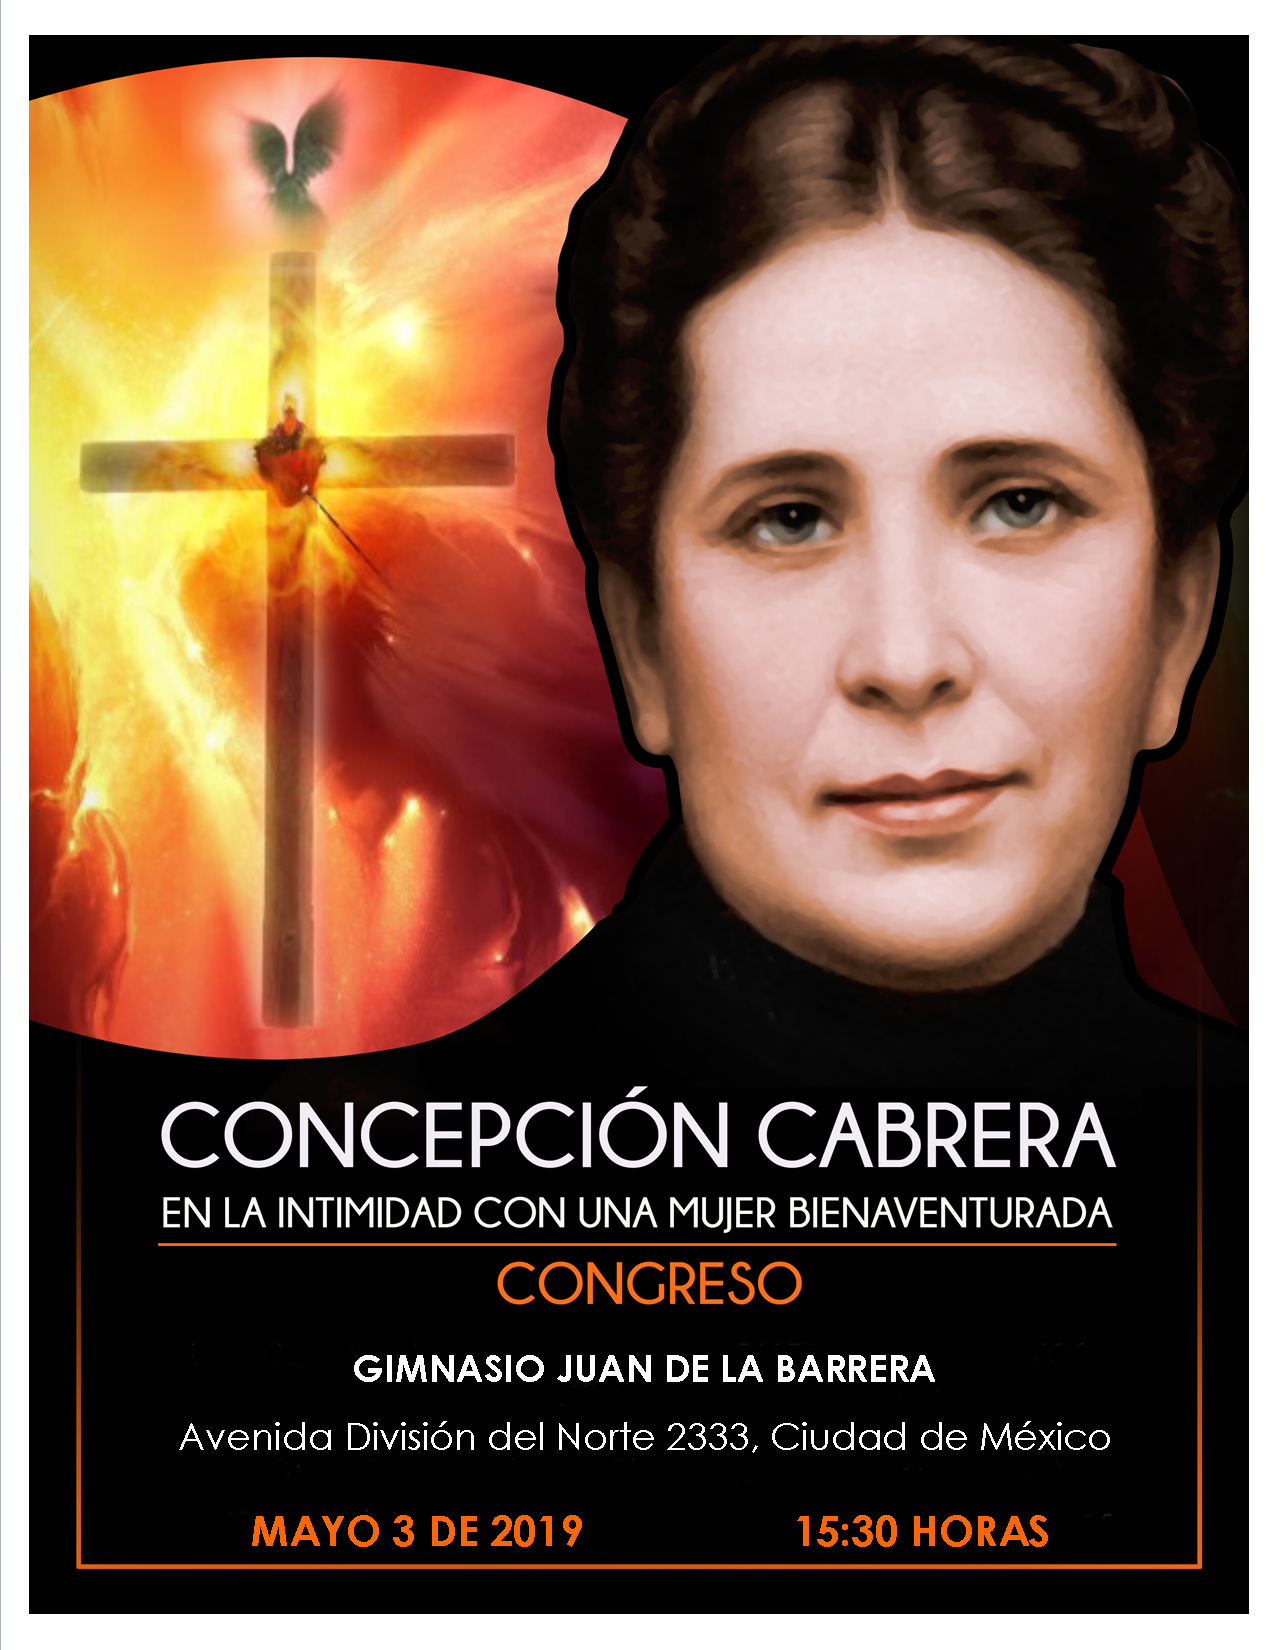 CONCEPCIÓN CABRERA
EN LA INTIMIDAD CON UNA MUJER BIENAVENTURADA
CONGRESO
GIMNASIO JUAN DE LA BARRERA
Avenida División del Norte 2333, Ciudad de México
MAYO 3 DE 2019 15:30 HORAS